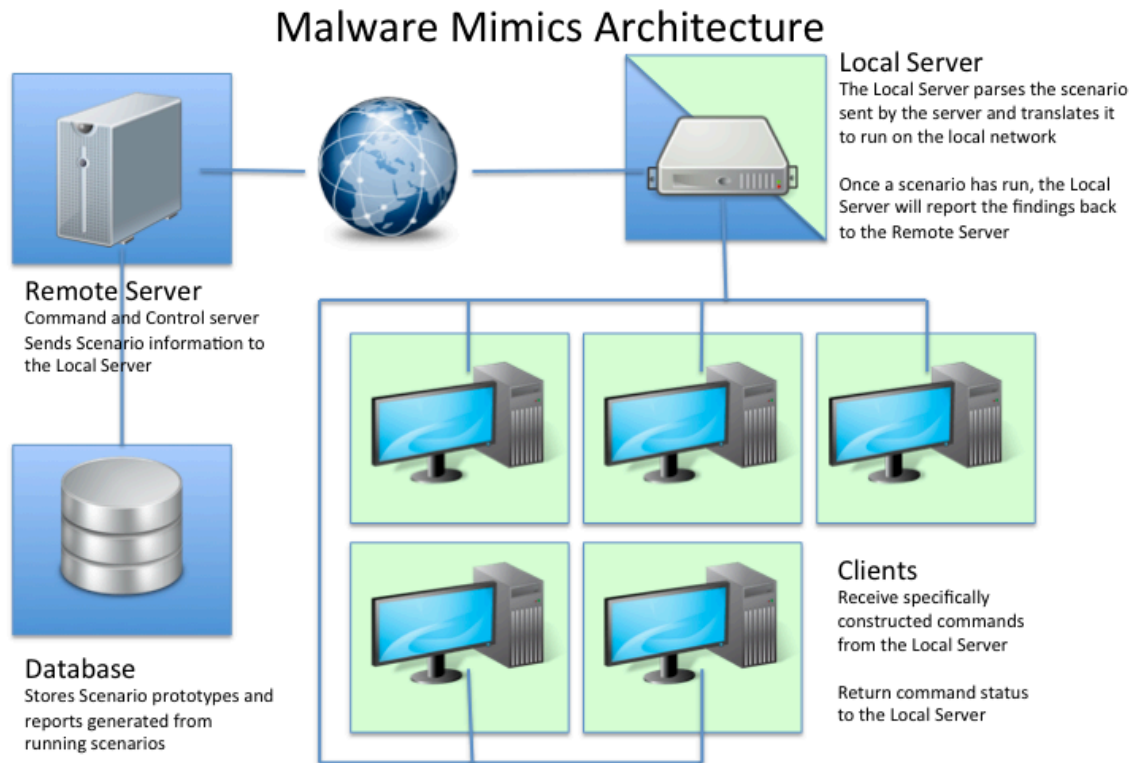 Malware Mimics Architecture
Local Server
The Local Server parses the scenario
sent by the server and translates it
to run on the local network
Once a scenario has run, the Local
Server will report the findings back
to the Remote Server
Remote Server
Command and Control server
Sends Scenario information to
the Local Server
Database
Stores Scenario prototypes and
reports generated from
running scenarios
Clients
Receive specifically
constructed commands
from the Local Server
Return command status
to the Local Server